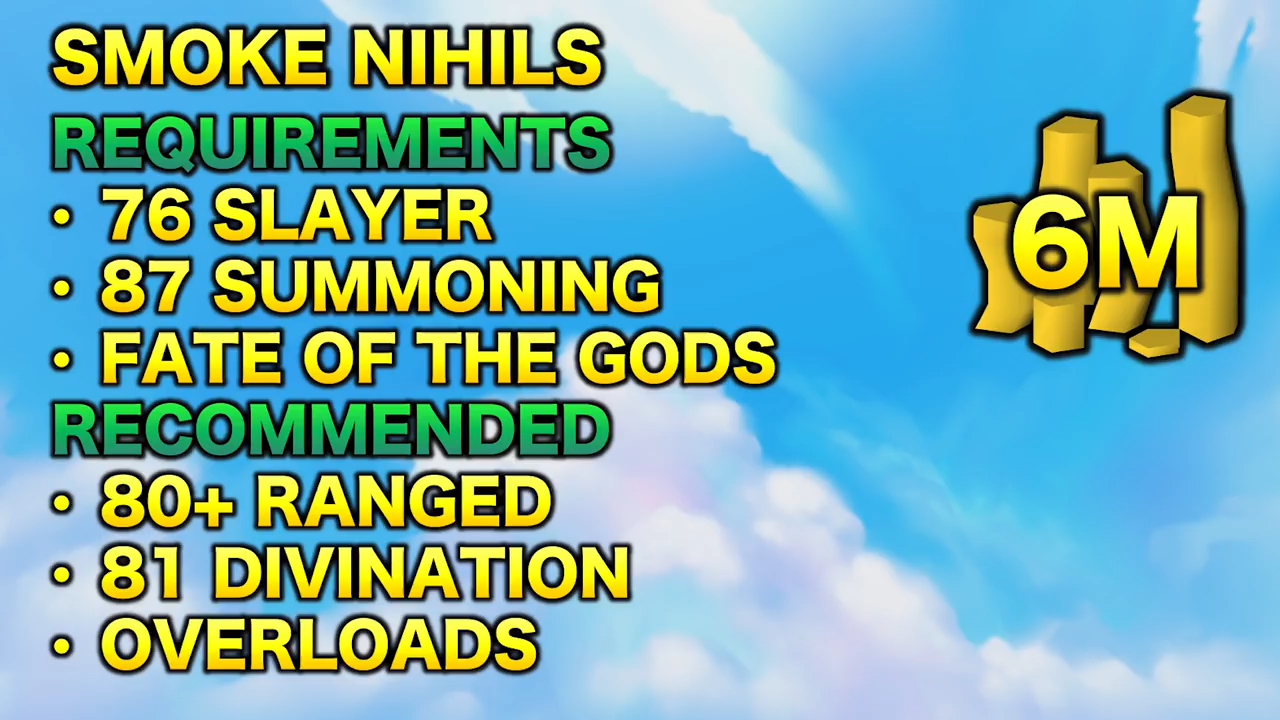 SMOKE NIHILS
REQUIREMENTS
• 76 SLAYER
• 87 SUMMONING
• FATE OF THE GODS
RECOMMENDED
• 80+ RANGED
• 81 DIVINATION
• OVERLOADS
6M